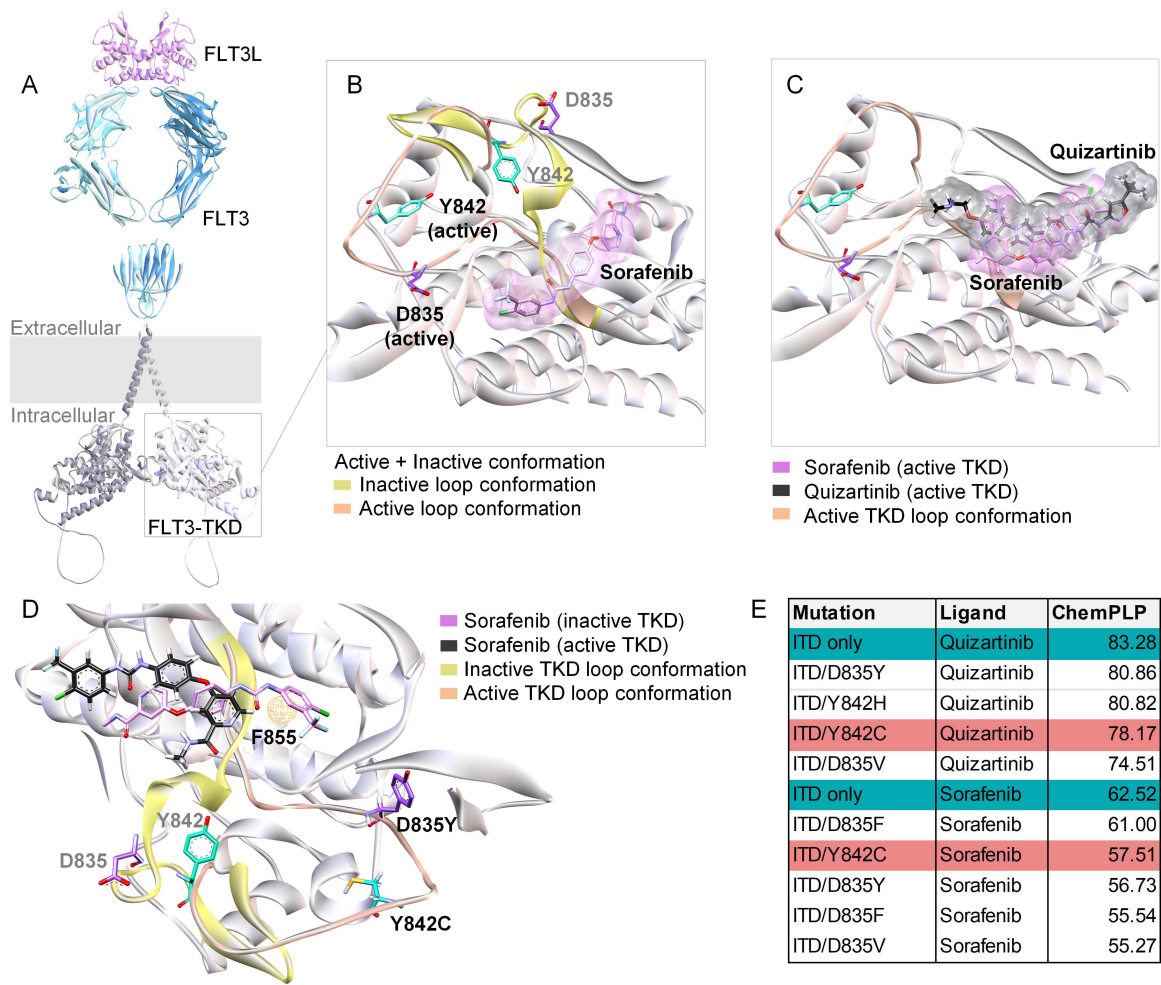 A
FLT3L
FLT3
Extracellular
Intracellular
FLT3-TKD
B
D835
Y842
Y842
(active)
Sorafenib
D835
(active)
Active + Inactive conformation
Inactive loop conformation
Active loop conformation
C
Quizartinib
Sorafenib
Sorafenib (active TKD)
Quizartinib (active TKD)
Active TKD loop conformation
D
Sorafenib (inactive TKD)
Sorafenib (active TKD)
Inactive TKD loop conformation
Active TKD loop conformation
F855
D835Y
Y842
D835
Y842C
E
Mutation Ligand ChemPLP
ITD only Quizartinib 83.28
ITD/D835Y Quizartinib 80.86
ITD/Y842H Quizartinib 80.82
ITD/Y842C Quizartinib 78.17
ITD/D835V Quizartinib 74.51
ITD only Sorafenib 62.52
ITD/D835F Sorafenib 61.00
ITD/Y842C Sorafenib 57.51
ITD/D835Y Sorafenib 56.73
ITD/D835F Sorafenib 55.54
ITD/D835V Sorafenib 55.27